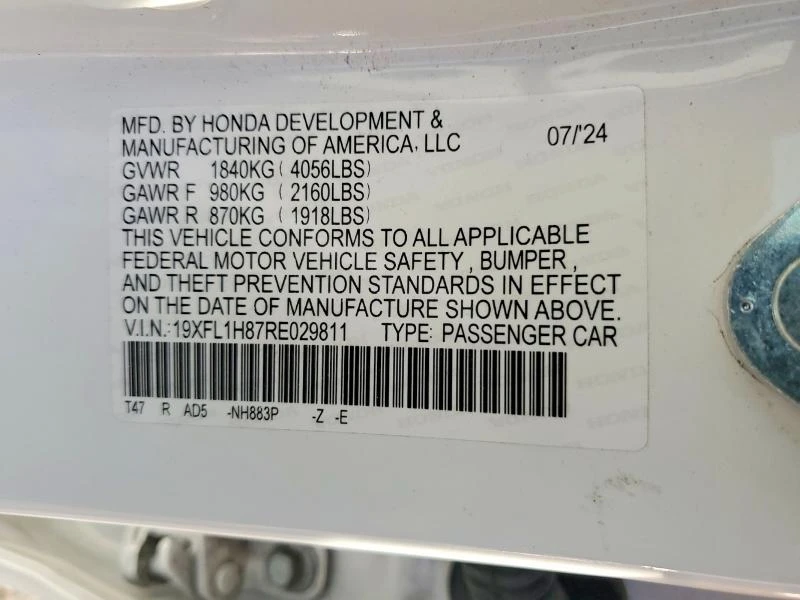 MFD. BY HONDA DEVELOPMENT &
MANUFACTURING OF AMERICA, LLC 07/'24
GVWR 1840KG ( 4056LBS)
GAWR F 980KG ( 2160LBS)
GAWR R 870KG ( 1918LBS)
THIS VEHICLE CONFORMS TO ALL APPLICABLE
FEDERAL MOTOR VEHICLE SAFETY , BUMPER ,
AND THEFT PREVENTION STANDARDS IN EFFECT
ON THE DATE OF MANUFACTURE SHOWN ABOVE.
V.I.N.:19XFL1H87RE029811 TYPE: PASSENGER CAR
T47 R AD5 -NH883P -Z -E